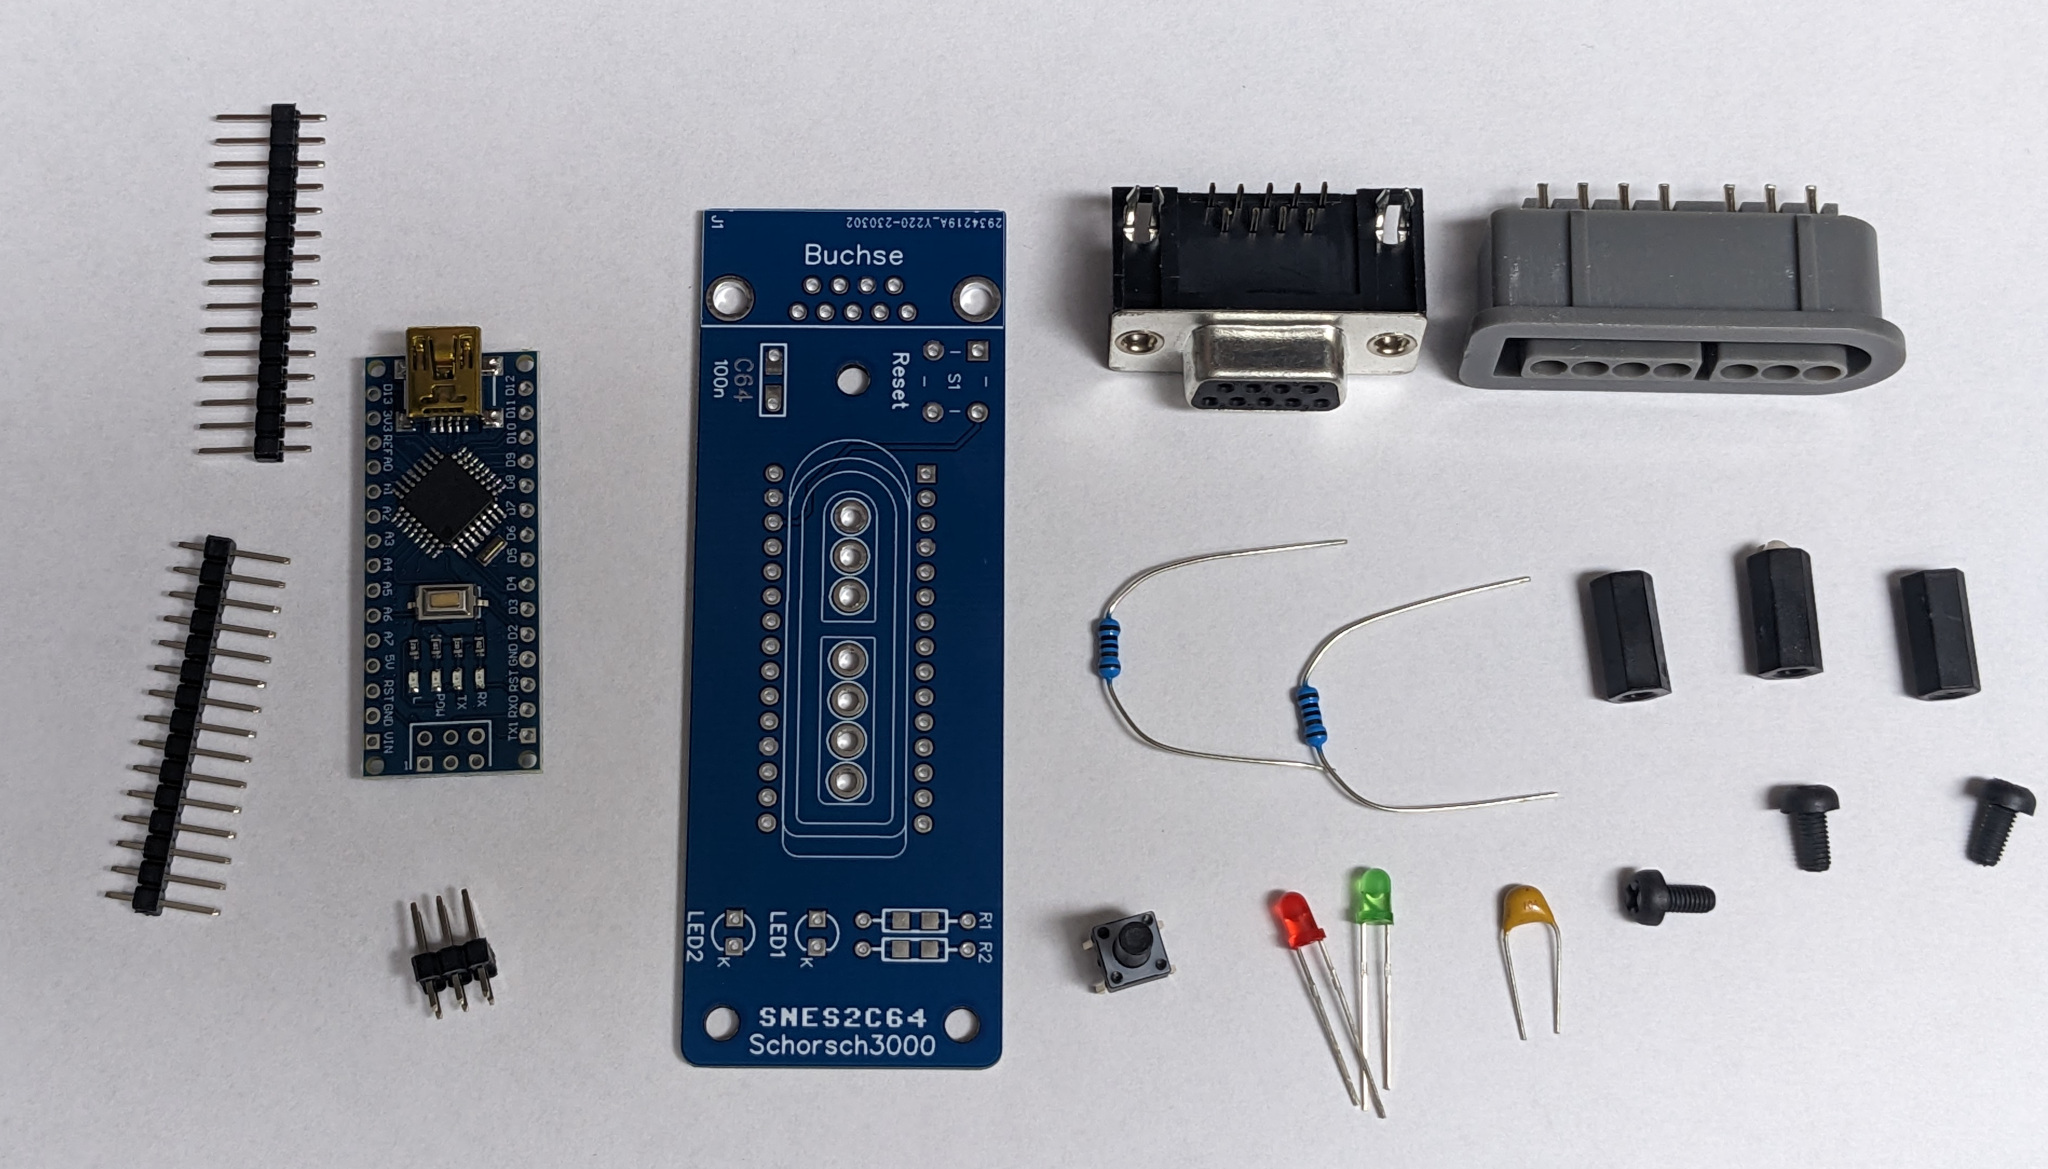 D13
3V3
REF
A0
A1
A2
A3
A4
A5
A6
A7
5V
RST
GND
VIN
D12
D11
D10
D9
D8
D7
D6
D5
D4
D3
D2
GND
RST
RX0
TX1
L
PWR
TX
RX
1
J1
2934219A_Y220-230302
Buchse
C64
100n
Reset
S1
LED2
K
LED1
K
R1
R2
SNES2C64
Schorsch3000